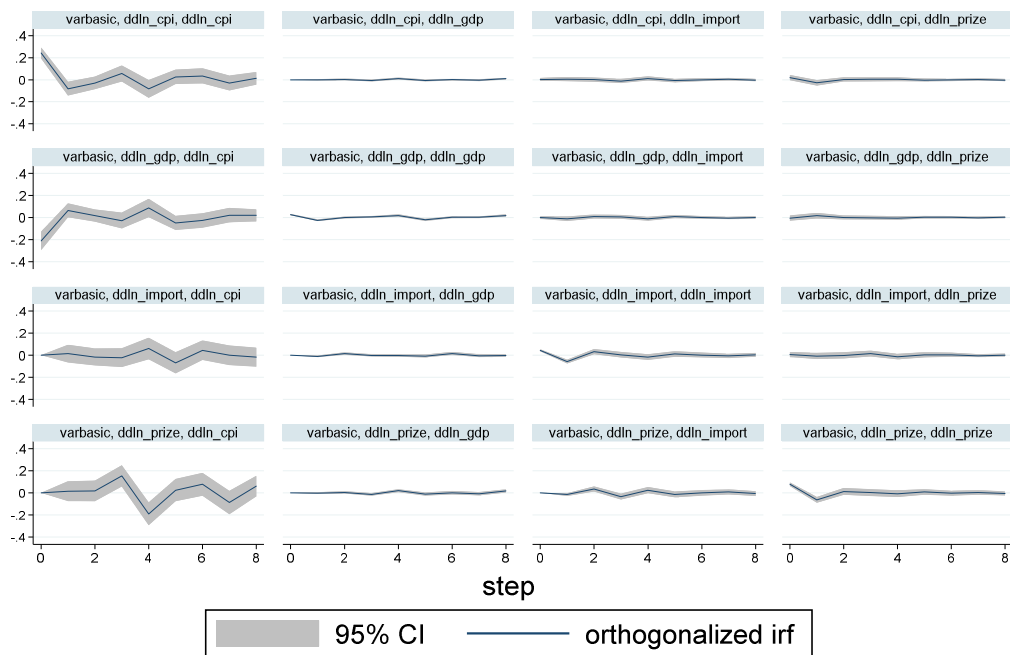 varbasic, ddln_cpi, ddln_cpi
varbasic, ddln_cpi, ddln_gdp
varbasic, ddln_cpi, ddln_import
varbasic, ddln_cpi, ddln_prize
.4
.2
0
-.2
-.4
varbasic, ddln_gdp, ddln_cpi
varbasic, ddln_gdp, ddln_gdp
varbasic, ddln_gdp, ddln_import
varbasic, ddln_gdp, ddln_prize
.4
.2
0
-.2
-.4
varbasic, ddln_import, ddln_cpi
varbasic, ddln_import, ddln_gdp
varbasic, ddln_import, ddln_import
varbasic, ddln_import, ddln_prize
.4
.2
0
-.2
-.4
varbasic, ddln_prize, ddln_cpi
varbasic, ddln_prize, ddln_gdp
varbasic, ddln_prize, ddln_import
varbasic, ddln_prize, ddln_prize
.4
.2
0
-.2
-.4
0 2 4 6 8
0 2 4 6 8
0 2 4 6 8
0 2 4 6 8
step
95% CI
orthogonalized irf